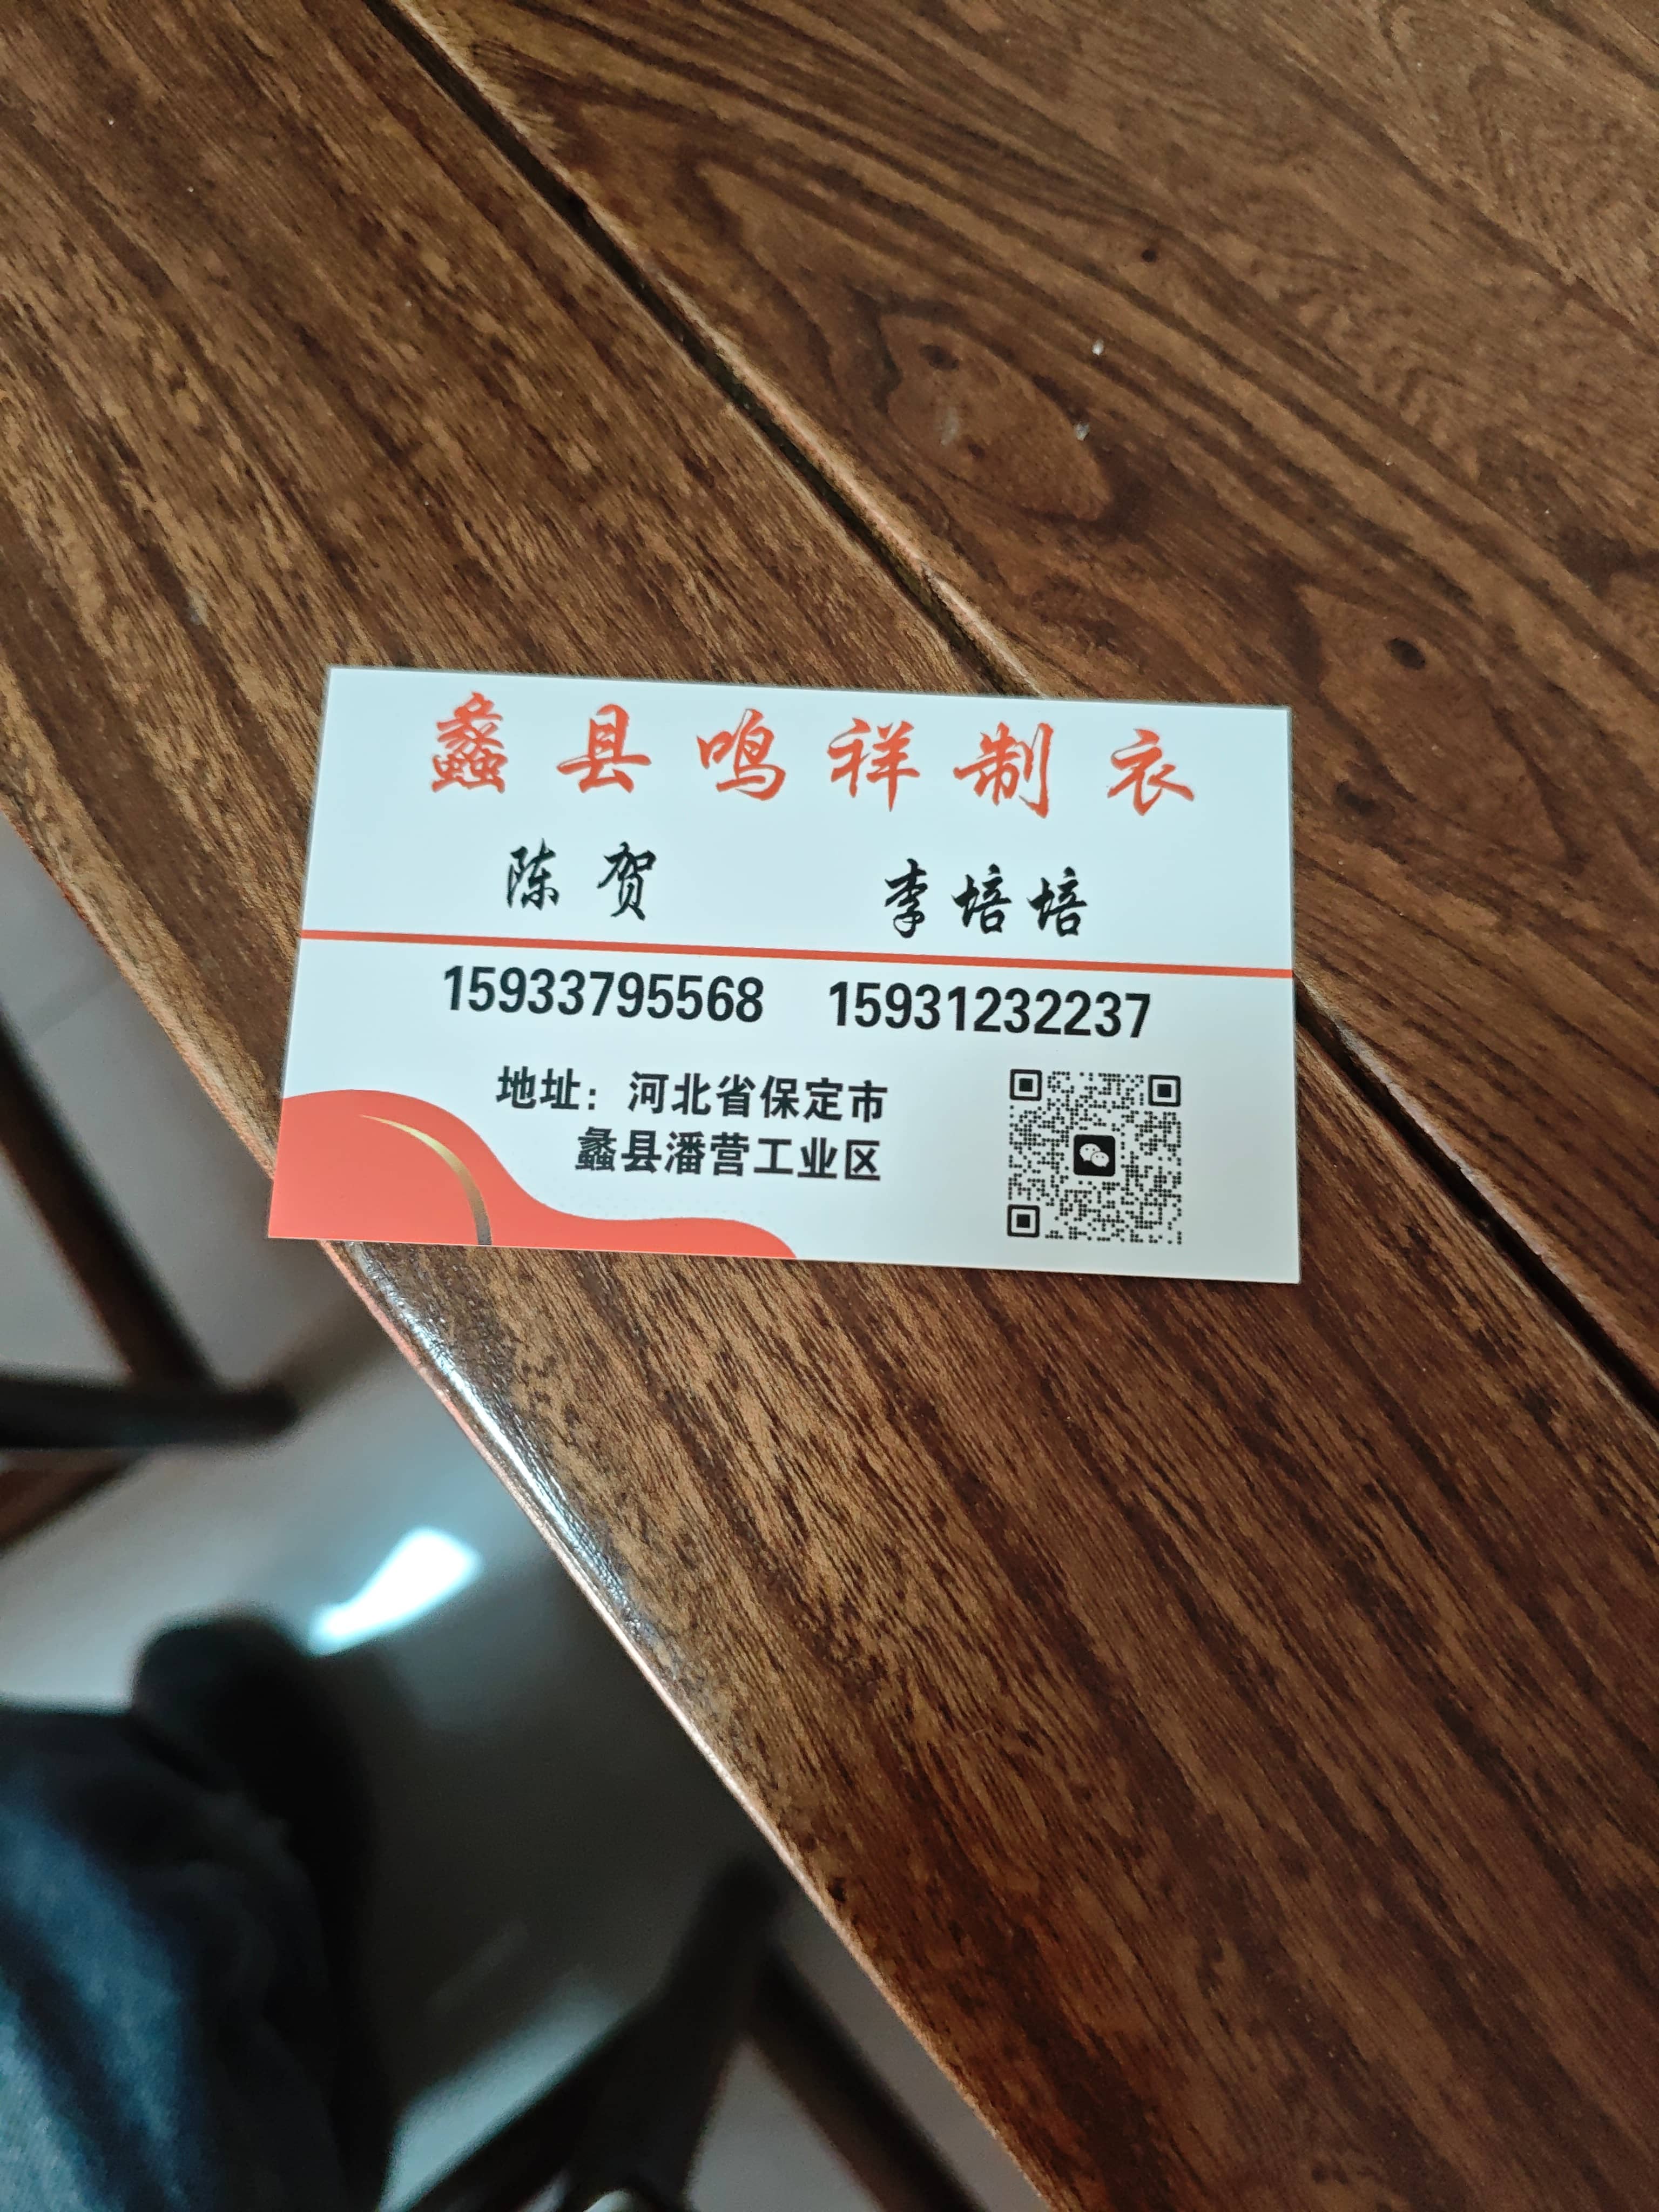 蠡县鸣祥制衣
陈贺 李培培
15933795568 15931232237
地址：河北省保定市
蠡县潘营工业区